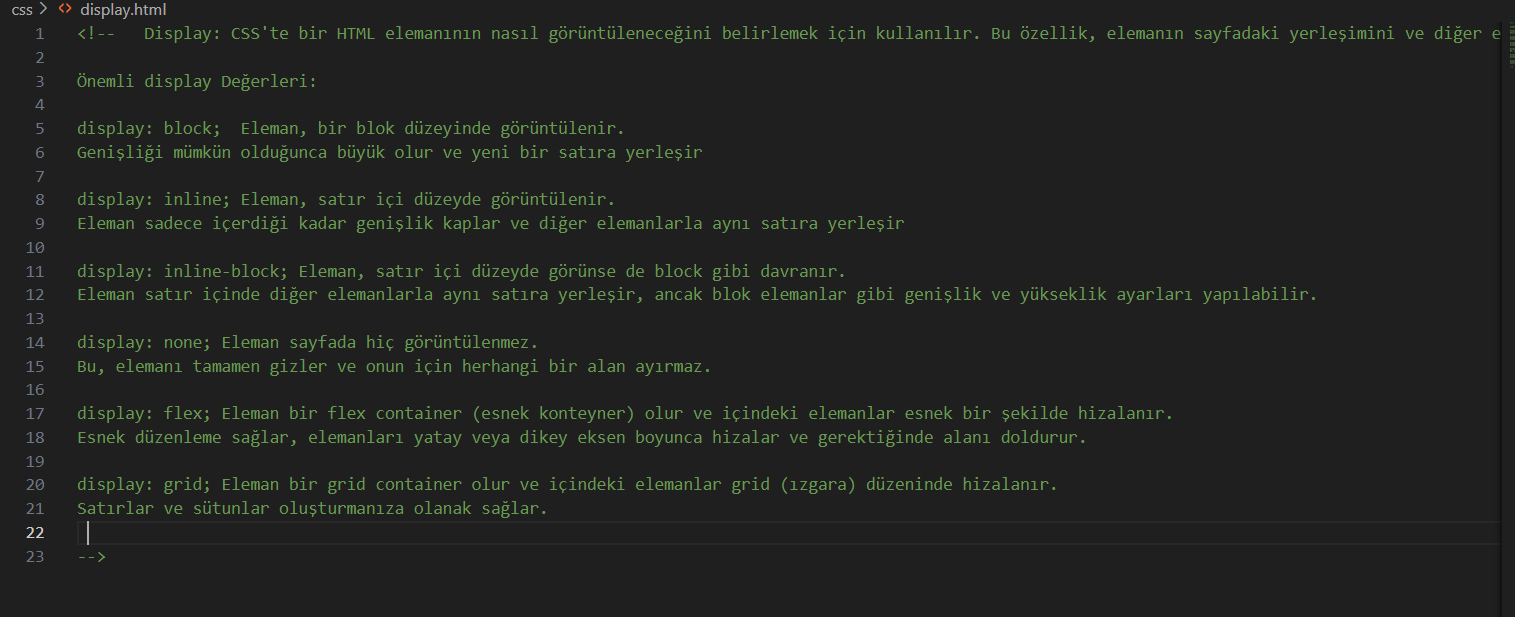 css > <> display.html
1 <!--   Display: CSS'te bir HTML elemanının nasıl görüntüleneceğini belirlemek için kullanılır. Bu özellik, elemanın sayfadaki yerleşimini ve diğer e
2
3 Önemli display Değerleri:
4
5 display: block;  Eleman, bir blok düzeyinde görüntülenir.
6 Genişliği mümkün olduğunca büyük olur ve yeni bir satıra yerleşir
7
8 display: inline; Eleman, satır içi düzeyde görüntülenir.
9 Eleman sadece içerdiği kadar genişlik kaplar ve diğer elemanlarla aynı satıra yerleşir
10
11 display: inline-block; Eleman, satır içi düzeyde görünse de block gibi davranır.
12 Eleman satır içinde diğer elemanlarla aynı satıra yerleşir, ancak blok elemanlar gibi genişlik ve yükseklik ayarları yapılabilir.
13
14 display: none; Eleman sayfada hiç görüntülenmez.
15 Bu, elemanı tamamen gizler ve onun için herhangi bir alan ayırmaz.
16
17 display: flex; Eleman bir flex container (esnek konteyner) olur ve içindeki elemanlar esnek bir şekilde hizalanır.
18 Esnek düzenleme sağlar, elemanları yatay veya dikey eksen boyunca hizalar ve gerektiğinde alanı doldurur.
19
20 display: grid; Eleman bir grid container olur ve içindeki elemanlar grid (ızgara) düzeninde hizalanır.
21 Satırlar ve sütunlar oluşturmanıza olanak sağlar.
22
23 -->